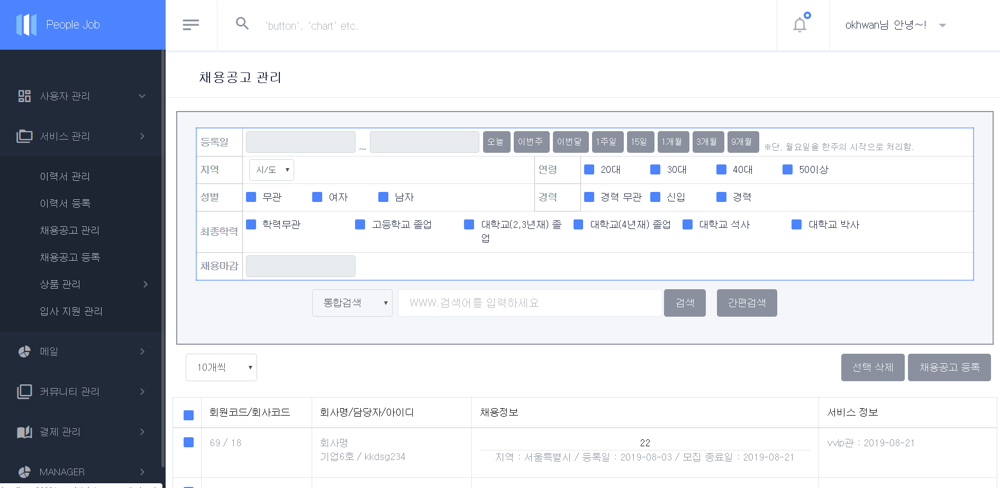 People Job
'button', 'chart' etc.
okhwan님 안녕~!
사용자 관리
서비스 관리
이력서 관리
이력서 등록
채용공고 관리
채용공고 등록
상품 관리
입사 지원 관리
메일
커뮤니티 관리
결제 관리
MANAGER
채용공고 관리
등록일 ~ 오늘 이번주 이번달 1주일 15일 1개월 3개월 9개월 ※단, 월요일을 한주의 시작으로 처리함.
지역 시/도 연령 20대 30대 40대 50이상
성별 무관 여자 남자 경력 경력 무관 신입 경력
최종학력 학력무관 고등학교 졸업 대학교(2,3년재) 졸업 대학교(4년재) 졸업 대학교 석사 대학교 박사
채용마감
통합검색 WWW.검색어를 입력하세요 검색 간편검색
10개씩 선택 삭제 채용공고 등록
회원코드/회사코드 회사명/담당자/아이디 채용정보 서비스 정보
69 / 18 회사명 22 vvip관 : 2019-08-21
기업6호 / kkdsg234 지역 : 서울특별시 / 등록일 : 2019-08-03 / 모집 종료일 : 2019-08-21